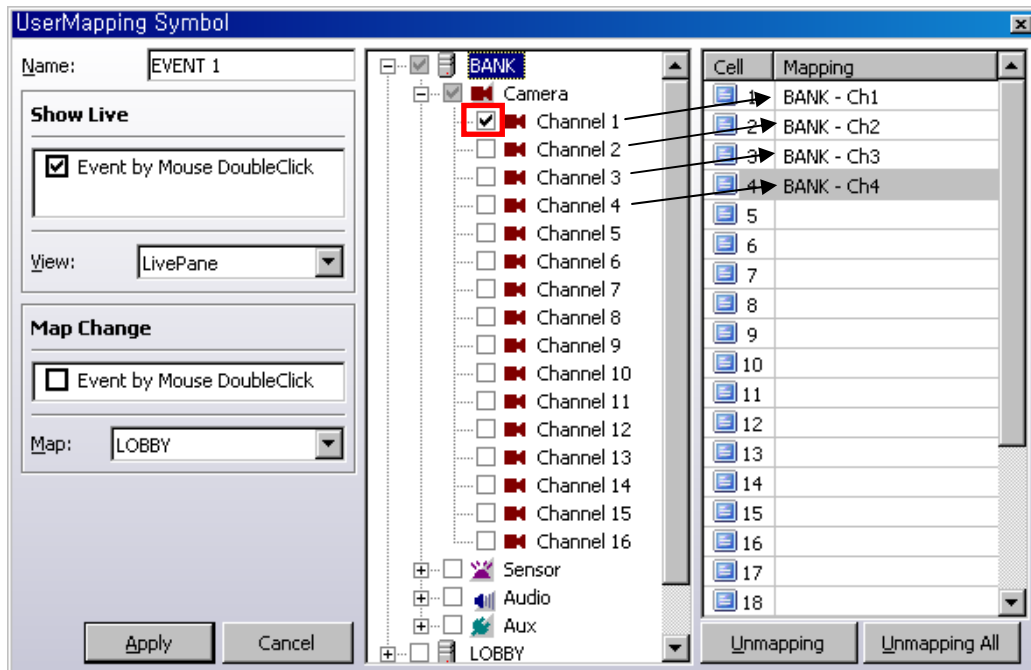 UserMapping Symbol
Name: EVENT 1
Show Live
Event by Mouse DoubleClick
View: LivePane
Map Change
Event by Mouse DoubleClick
Map: LOBBY
Apply Cancel
BANK
Camera
Channel 1
Channel 2
Channel 3
Channel 4
Channel 5
Channel 6
Channel 7
Channel 8
Channel 9
Channel 10
Channel 11
Channel 12
Channel 13
Channel 14
Channel 15
Channel 16
Sensor
Audio
Aux
LOBBY
Cell Mapping
1 BANK - Ch1
2 BANK - Ch2
3 BANK - Ch3
4 BANK - Ch4
5
6
7
8
9
10
11
12
13
14
15
16
17
18
Unmapping Unmapping All